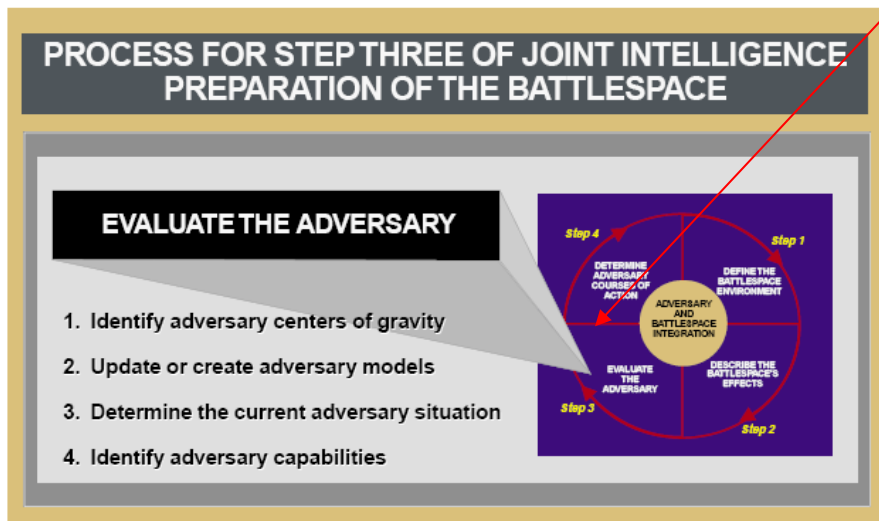 PROCESS FOR STEP THREE OF JOINT INTELLIGENCE
PREPARATION OF THE BATTLESPACE
EVALUATE THE ADVERSARY
1. Identify adversary centers of gravity
2. Update or create adversary models
3. Determine the current adversary situation
4. Identify adversary capabilities
Step 4
Step 1
DETERMINE
ADVERSARY
COURSES OF
ACTION
DEFINE THE
BATTLESPACE
ENVIRONMENT
ADVERSARY
AND
BATTLESPACE
INTEGRATION
EVALUATE
THE
ADVERSARY
DESCRIBE THE
BATTLESPACE'S
EFFECTS
Step 3
Step 2